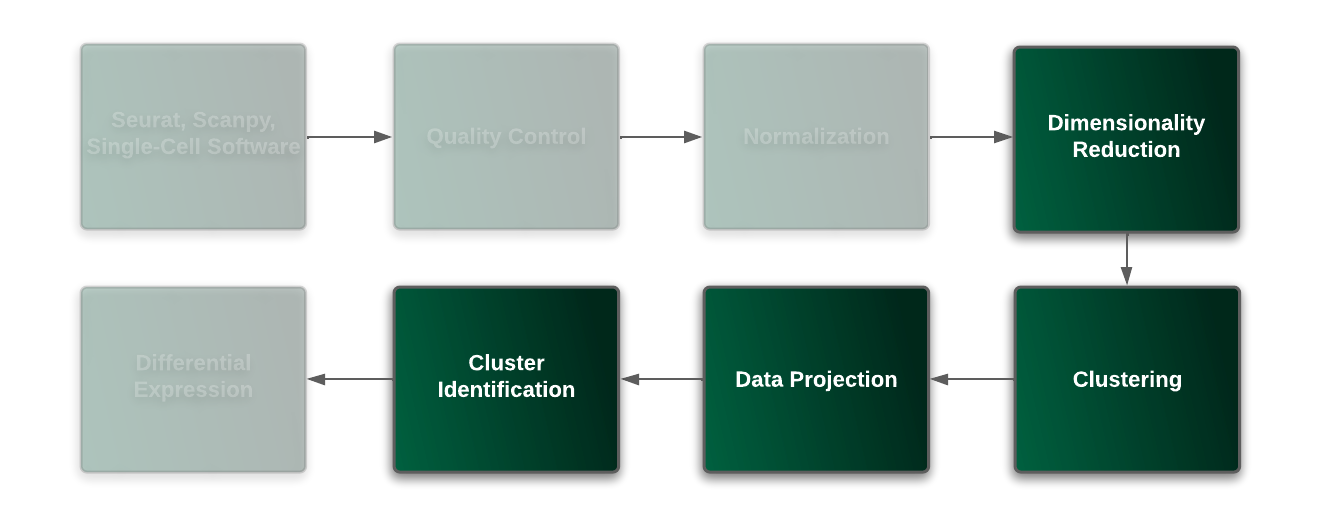 Seurat, Scanpy,
Single-Cell Software
Quality Control
Normalization
Dimensionality
Reduction
Clustering
Data Projection
Cluster
Identification
Differential
Expression